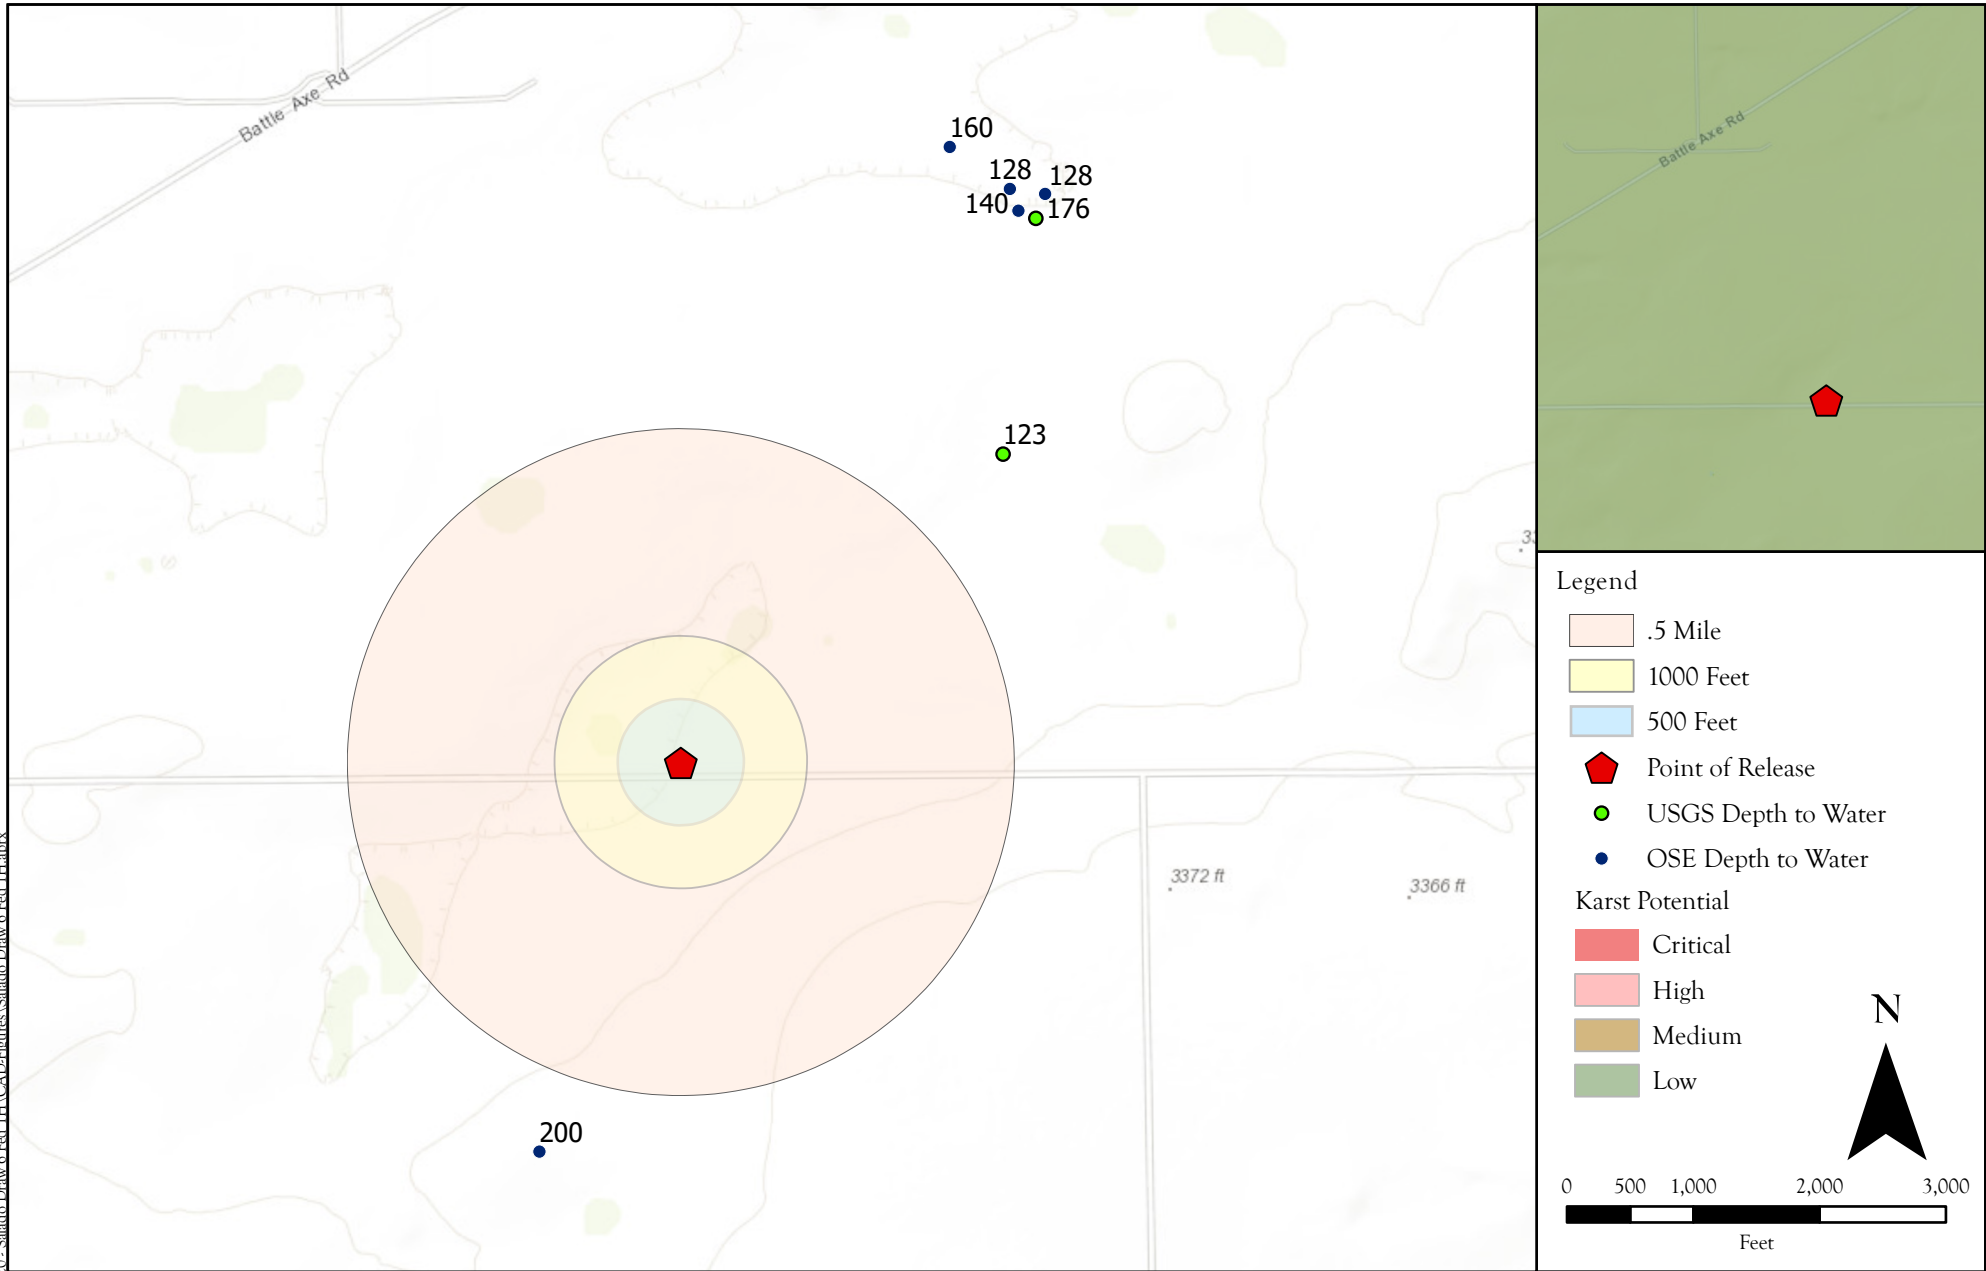 Battle Axe Rd
160
128
128
140
176
123
200
3372 ft
3366 ft
Battle Axe Rd
Legend
.5 Mile
1000 Feet
500 Feet
Point of Release
USGS Depth to Water
OSE Depth to Water
Karst Potential
Critical
High
Medium
Low
N
0 500 1,000 2,000 3,000
Feet